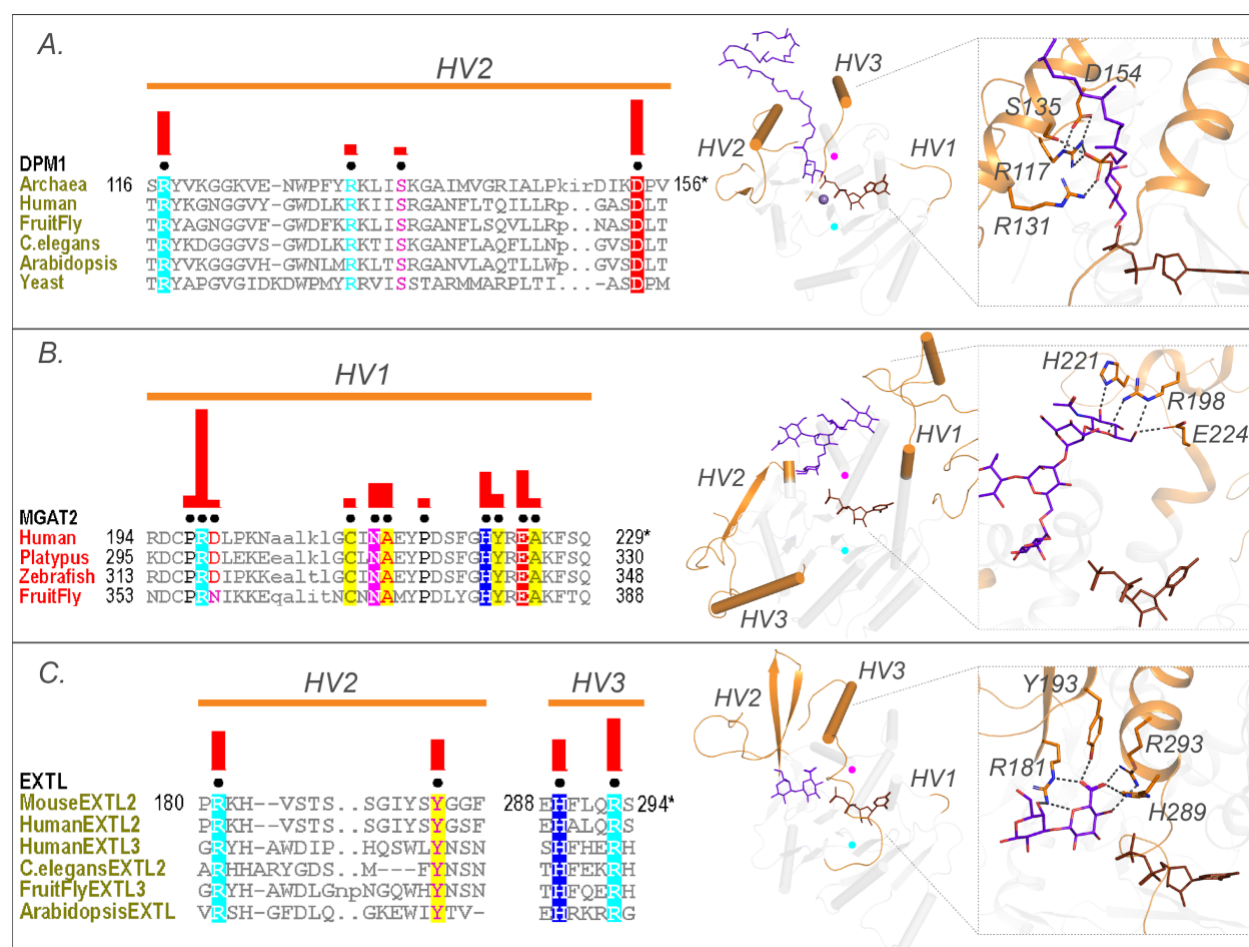 A.
HV2
DPM1
Archaea 116 SRYVKGGKVE-NWPFYRKLISKGAIMVGRIALPkirDIKDPV 156*
Human TRYKGNGGVY-GWDLKRKIISRGANFLTQILLRp..GASDLT
FruitFly TRYAGNGGVF-GWDFKRKLISRGANFLSQVLLRp..NASDLT
C.elegans TRYKDGGGVS-GWDLKRKTISKGANFLAQFLLNp..GVSDLT
Arabidopsis TRYVKGGGVH-GWNLMRKLTSRGANVLAQTLLWp..GVSDLT
Yeast TRYAPGVGIDKDWPMYRRVISSTARMMARPLTI...-ASDPM
HV3
HV2
HV1
D154
S135
R117
R131
B.
HV1
MGAT2
Human 194 RDCPRDLPKNaalklGCINAEYPDSFGHYREAKFSQ 229*
Platypus 295 KDCPRDLEKEealklGCINAEYPDSFGHYREAKFSQ 330
Zebrafish 313 KDCPRDIPKKealtlGCINAEYPDSFGHYREAKFSQ 348
FruitFly 353 NDCPRNIKKEqalitNCNNAMYPDLYGHYREAKFTQ 388
HV2
HV1
HV3
H221
R198
E224
C.
HV2
HV3
EXTL
MouseEXTL2 180 PRKH--VSTS..SGIYSYGGF 288 EHFLQRS 294*
HumanEXTL2 PRKH--VSTS..SGIYSYGSF EHALQRS
HumanEXTL3 GRYH-AWDIP..HQSWLYNSN SHFHERH
C.elegansEXTL2 ARHHARYGDS..M---FYNSN THFEKRH
FruitFlyEXTL3 GRYH-AWDLGnpNGQWHYNSN THFQERH
ArabidopsisEXTL VRSH-GFDLQ..GKEWIYTV- EHRKRRG
HV2
HV3
HV1
Y193
R293
R181
H289